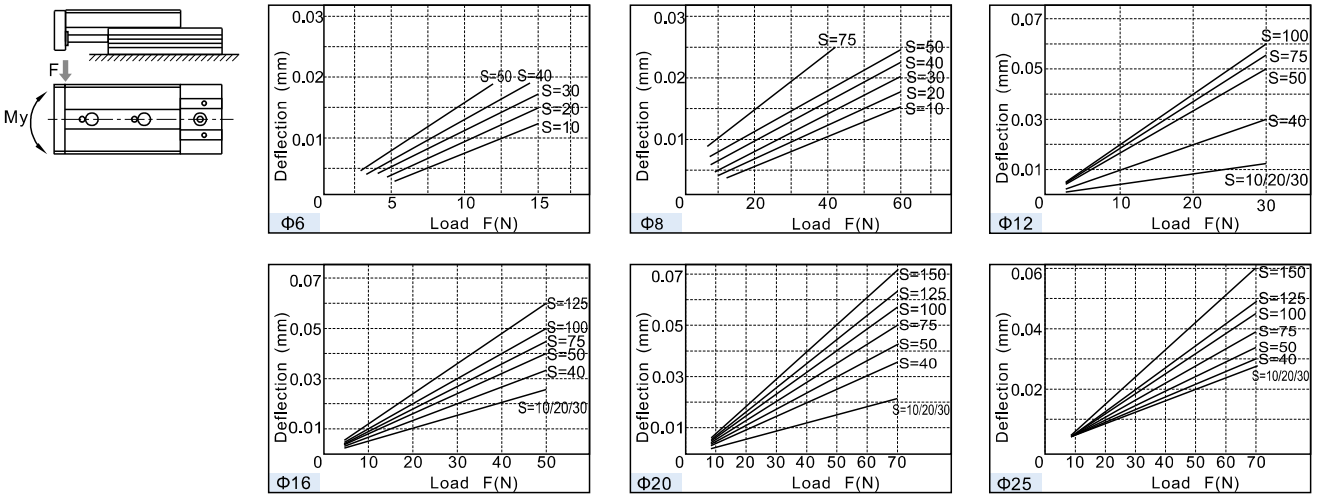 F
My
Deflection (mm)
0.03
0.02
0.01
S=50 S=40
S=30
S=20
S=10
0 5 10 15
Φ6 Load F(N)
Deflection (mm)
0.03
0.02
0.01
S=75
S=50
S=40
S=30
S=20
S=10
0 20 40 60
Φ8 Load F(N)
Deflection (mm)
0.07
0.05
0.03
0.01
S=100
S=75
S=50
S=40
S=10/20/30
0 10 20 30
Φ12 Load F(N)
Deflection (mm)
0.07
0.05
0.03
0.01
S=125
S=100
S=75
S=50
S=40
S=10/20/30
0 10 20 30 40 50
Φ16 Load F(N)
Deflection (mm)
0.07
0.05
0.03
0.01
S=150
S=125
S=100
S=75
S=50
S=40
S=10/20/30
0 10 20 30 40 50 60 70
Φ20 Load F(N)
Deflection (mm)
0.06
0.04
0.02
S=150
S=125
S=100
S=75
S=50
S=40
S=10/20/30
0 10 20 30 40 50 60 70
Φ25 Load F(N)